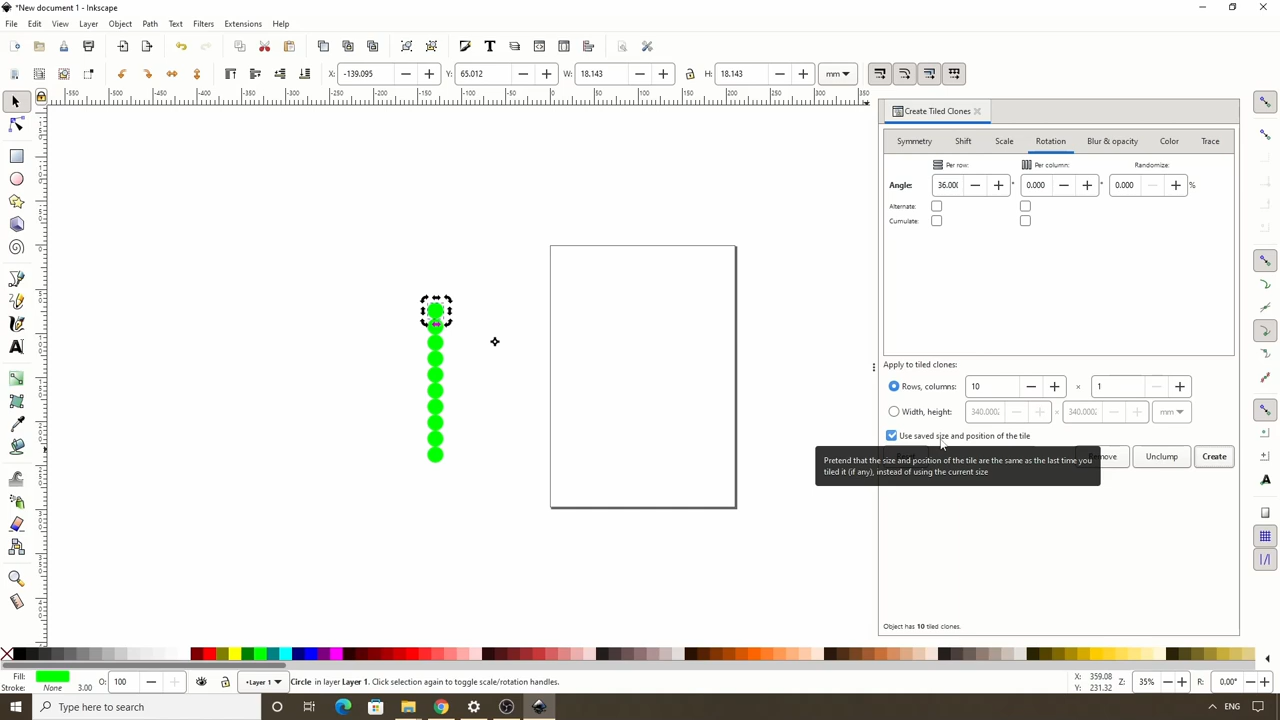 *New document 1 - Inkscape
File Edit View Layer Object Path Text Filters Extensions Help
X: -139.095 Y: 65.012 W: 18.143 H: 18.143 mm
Create Tiled Clones
Symmetry Shift Scale Rotation Blur & opacity Color Trace
Per row: Per column: Randomize:
Angle: 36.00 ° 0.000 ° 0.000 %
Alternate:
Cumulate:
Apply to tiled clones:
Rows, columns: 10 × 1
Width, height: 340.000 × 340.000 mm
Use saved size and position of the tile
Unclump Create
Pretend that the size and position of the tile are the same as the last time you
tiled it (if any), instead of using the current size
Object has 10 tiled clones.
Fill: O: 100 •Layer 1 Circle in layer Layer 1. Click selection again to toggle scale/rotation handles. X: 359.08 Z: 35% R: 0.00°
Stroke: None 3.00 Y: 231.32
Type here to search ENG